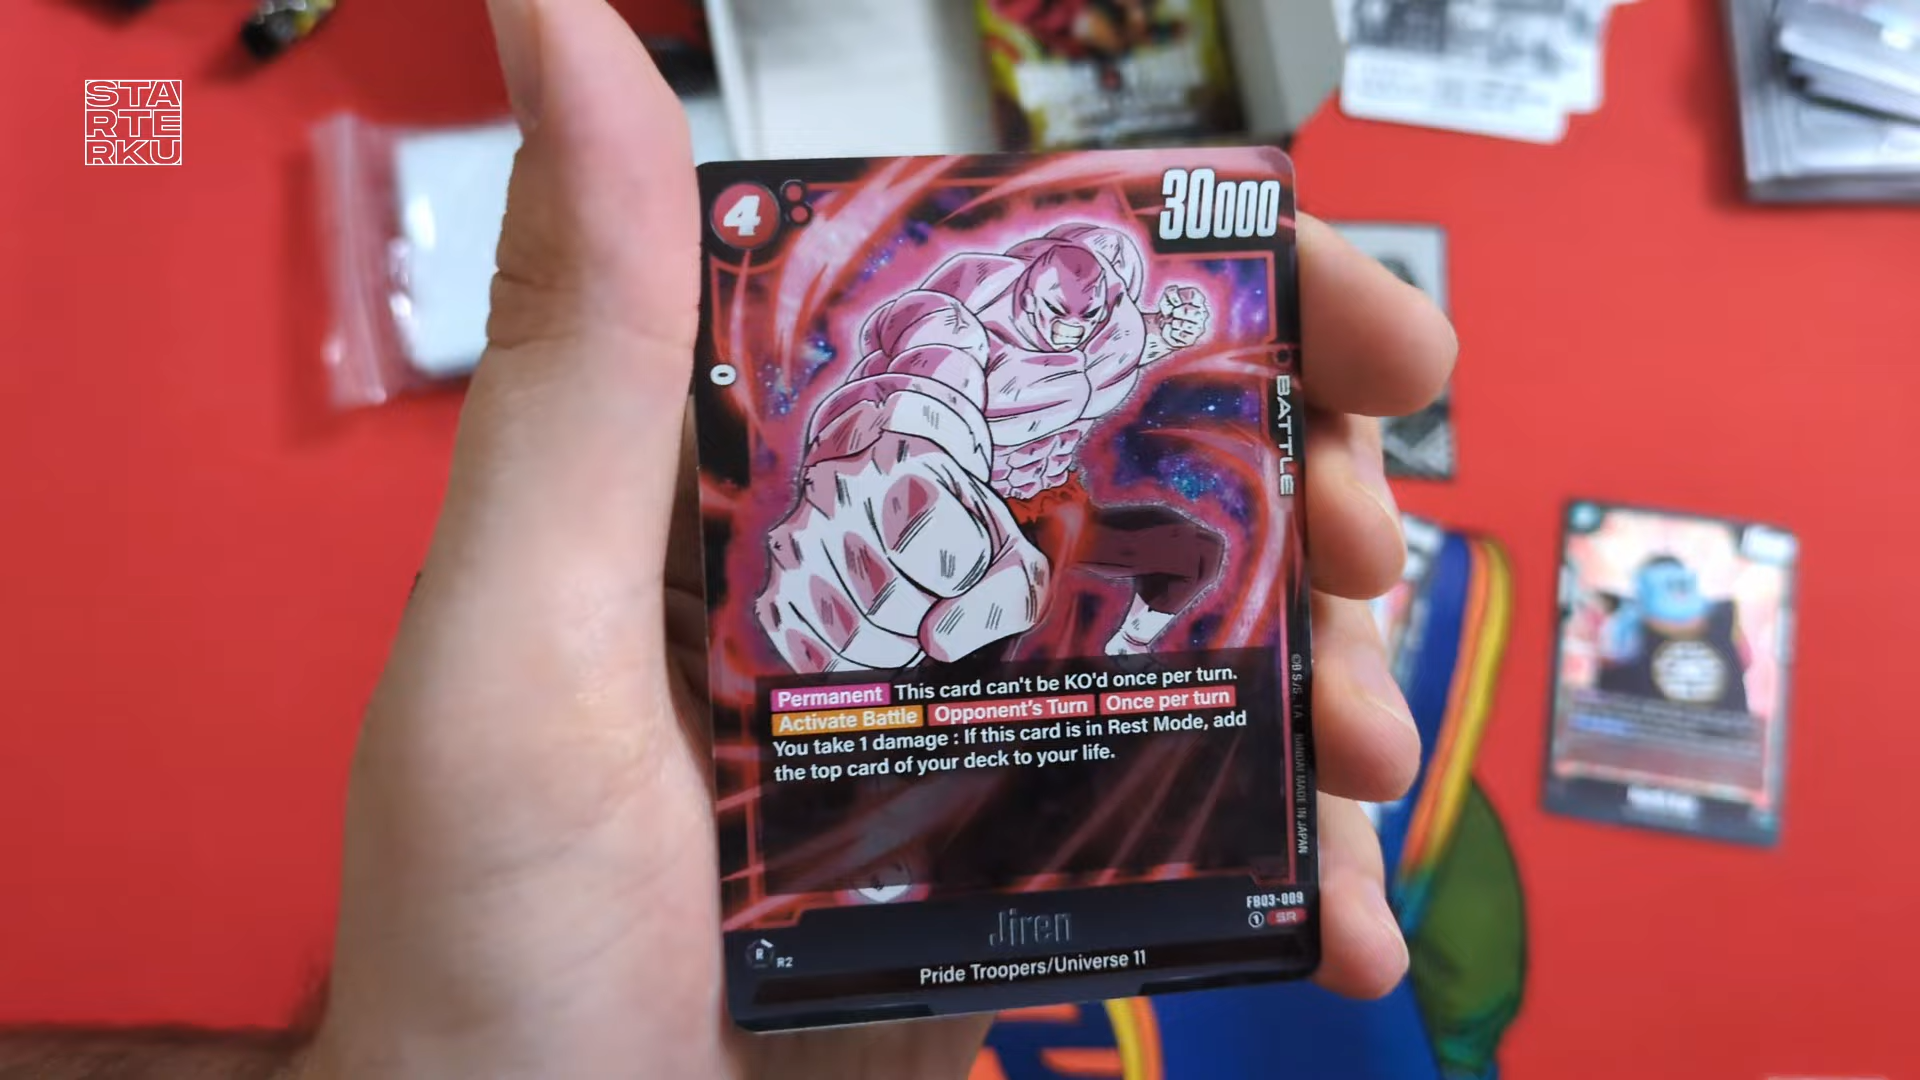 STA
RTE
RKU
4
30000
0
BATTLE
Permanent This card can't be KO'd once per turn.
Activate Battle Opponent's Turn Once per turn
You take 1 damage : If this card is in Rest Mode, add
the top card of your deck to your life.
BANDAI MADE IN JAPAN
FB03-009
1 SR
Jiren
R R2
Pride Troopers/Universe 11